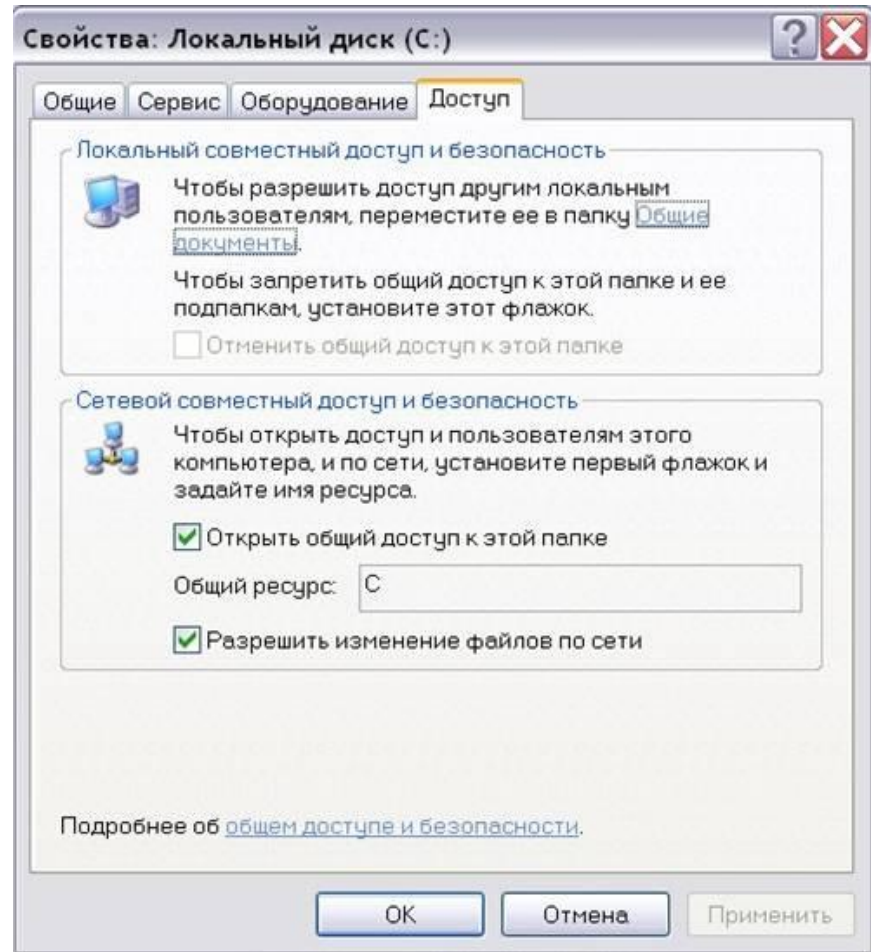 Свойства: Локальный диск (C:)
Общие Сервис Оборудование Доступ
Локальный совместный доступ и безопасность
Чтобы разрешить доступ другим локальным
пользователям, переместите ее в папку Общие
документы.
Чтобы запретить общий доступ к этой папке и ее
подпапкам, установите этот флажок.
Отменить общий доступ к этой папке
Сетевой совместный доступ и безопасность
Чтобы открыть доступ и пользователям этого
компьютера, и по сети, установите первый флажок и
задайте имя ресурса.
Открыть общий доступ к этой папке
Общий ресурс: C
Разрешить изменение файлов по сети
Подробнее об общем доступе и безопасности.
OK Отмена Применить